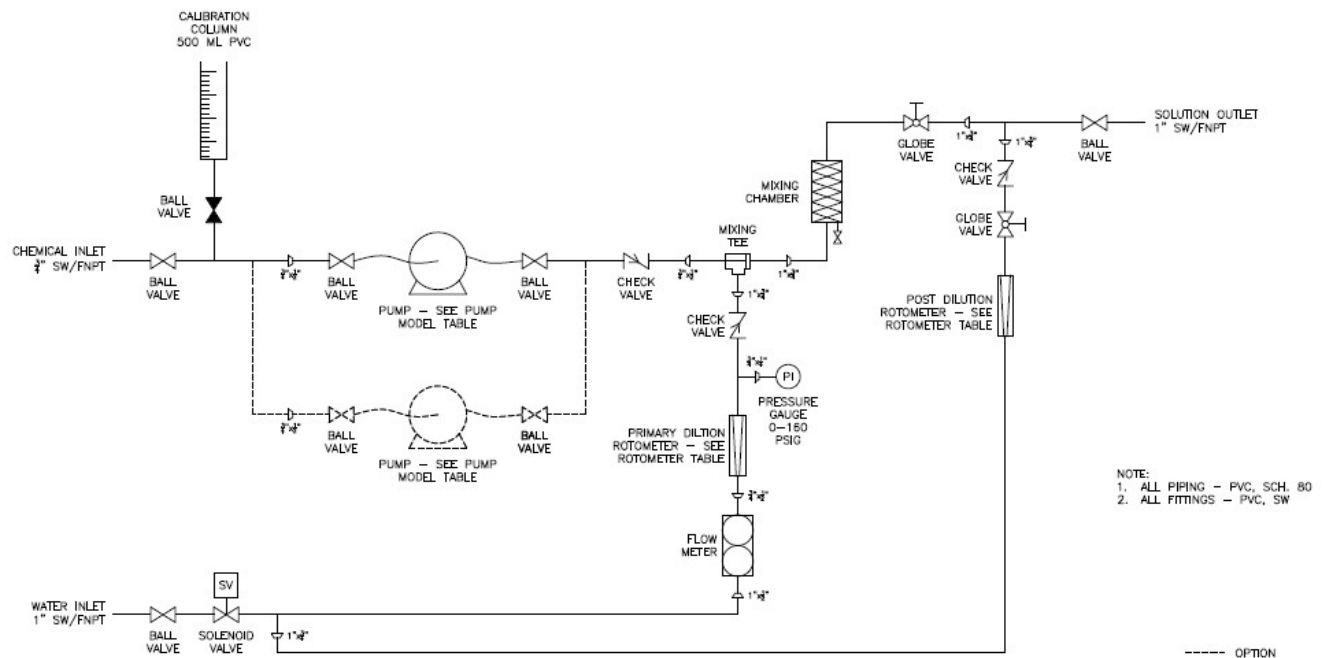 CALIBRATION
COLUMN
500 ML PVC
BALL
VALVE
CHEMICAL INLET
¾" SW/FNPT
BALL
VALVE
BALL
VALVE
PUMP – SEE PUMP
MODEL TABLE
BALL
VALVE
CHECK
VALVE
MIXING
TEE
MIXING
CHAMBER
GLOBE
VALVE
BALL
VALVE
SOLUTION OUTLET
1" SW/FNPT
CHECK
VALVE
GLOBE
VALVE
POST DILUTION
ROTOMETER – SEE
ROTOMETER TABLE
BALL
VALVE
PUMP – SEE PUMP
MODEL TABLE
BALL
VALVE
CHECK
VALVE
PI
PRESSURE
GAUGE
0–160
PSIG
PRIMARY DILTION
ROTOMETER – SEE
ROTOMETER TABLE
FLOW
METER
NOTE:
1. ALL PIPING – PVC, SCH. 80
2. ALL FITTINGS – PVC, SW
SV
WATER INLET
1" SW/FNPT
BALL
VALVE
SOLENOID
VALVE
OPTION